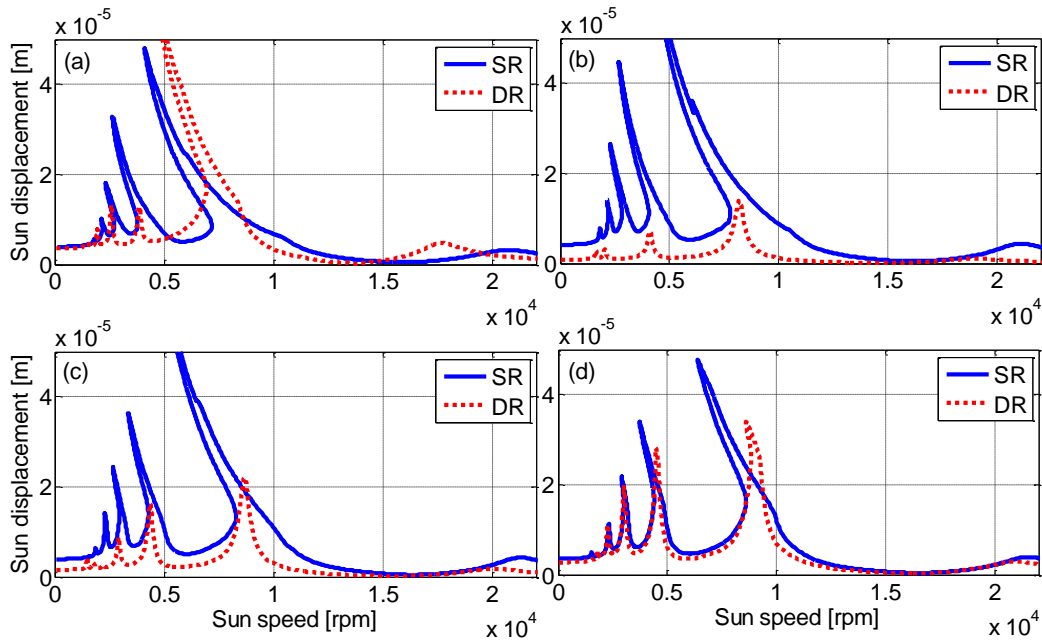 x 10^-5
x 10^-5
(a)
SR
DR
(b)
SR
DR
Sun displacement [m]
4
2
0
0
0.5
1
1.5
2
x 10^4
4
2
0
0
0.5
1
1.5
2
x 10^4
x 10^-5
x 10^-5
(c)
SR
DR
(d)
SR
DR
Sun displacement [m]
4
2
0
0
0.5
1
1.5
2
Sun speed [rpm]
x 10^4
4
2
0
0
0.5
1
1.5
2
Sun speed [rpm]
x 10^4